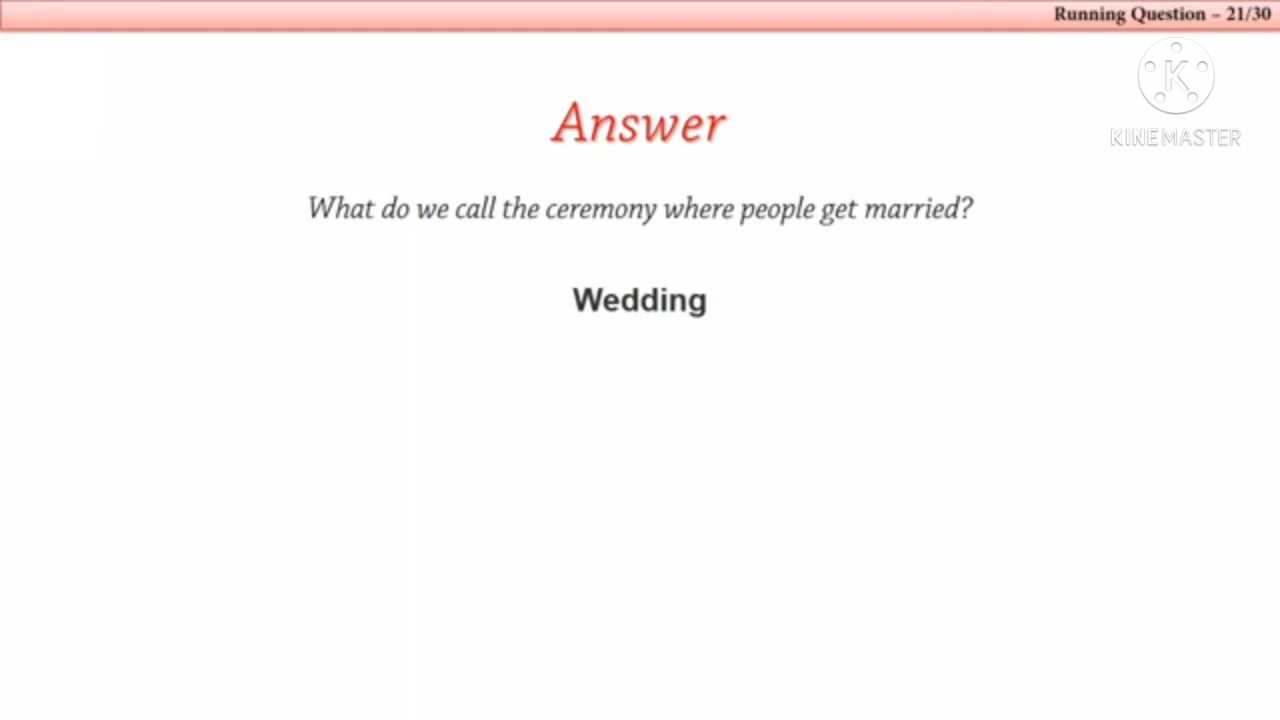 Running Question – 21/30
K
KINEMASTER
Answer
What do we call the ceremony where people get married?
Wedding